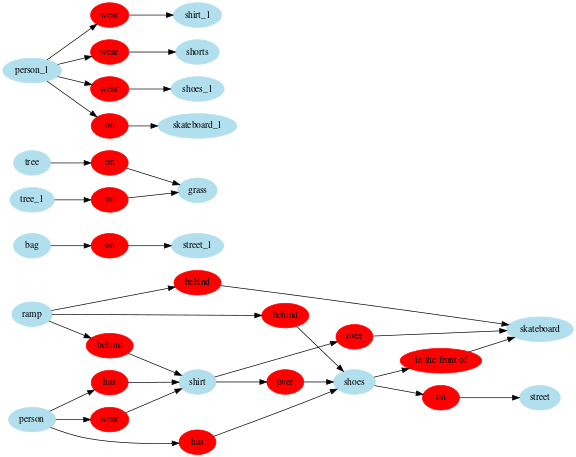 wear shirt_1
wear shorts
person_1
wear shoes_1
on skateboard_1
tree on
grass
tree_1 on
bag on street_1
behind
ramp behind skateboard
over
behind
in the front of
has shirt over shoes
on street
person wear
has